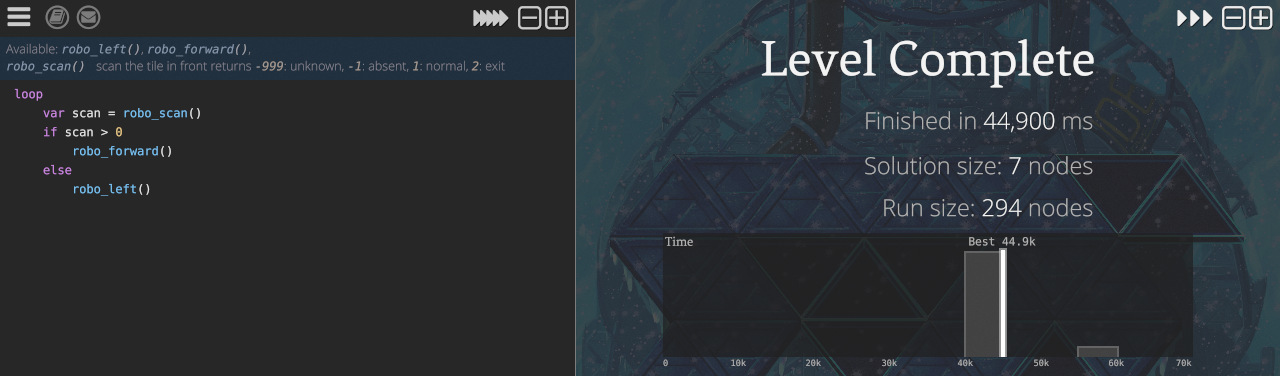 Available: robo_left(), robo_forward(),
robo_scan() scan the tile in front returns -999: unknown, -1: absent, 1: normal, 2: exit
loop
var scan = robo_scan()
if scan > 0
robo_forward()
else
robo_left()
Level Complete
Finished in 44,900 ms
Solution size: 7 nodes
Run size: 294 nodes
Time
Best 44.9k
0 10k 20k 30k 40k 50k 60k 70k